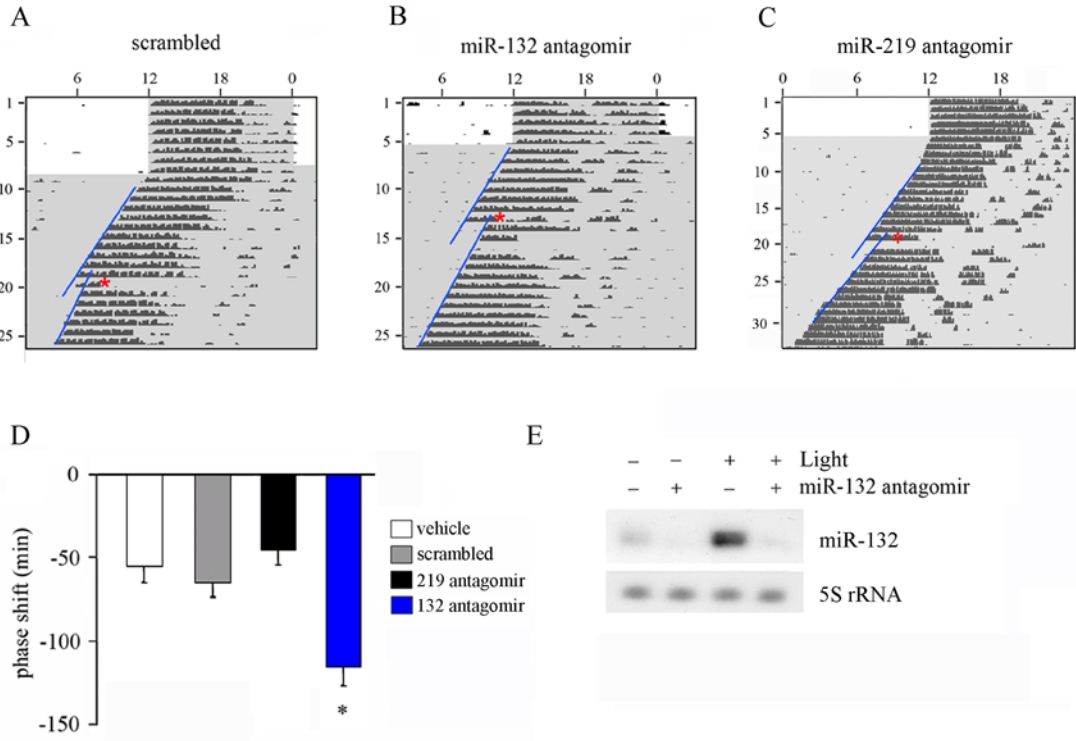 A
scrambled
6 12 18 0
1
5
10
15
20
25
*
B
miR-132 antagomir
6 12 18 0
1
5
10
15
20
25
*
C
miR-219 antagomir
0 6 12 18
1
5
10
15
20
25
30
*
D
phase shift (min)
0
-50
-100
-150
*
vehicle
scrambled
219 antagomir
132 antagomir
E
– – + + Light
– + – + miR-132 antagomir
miR-132
5S rRNA